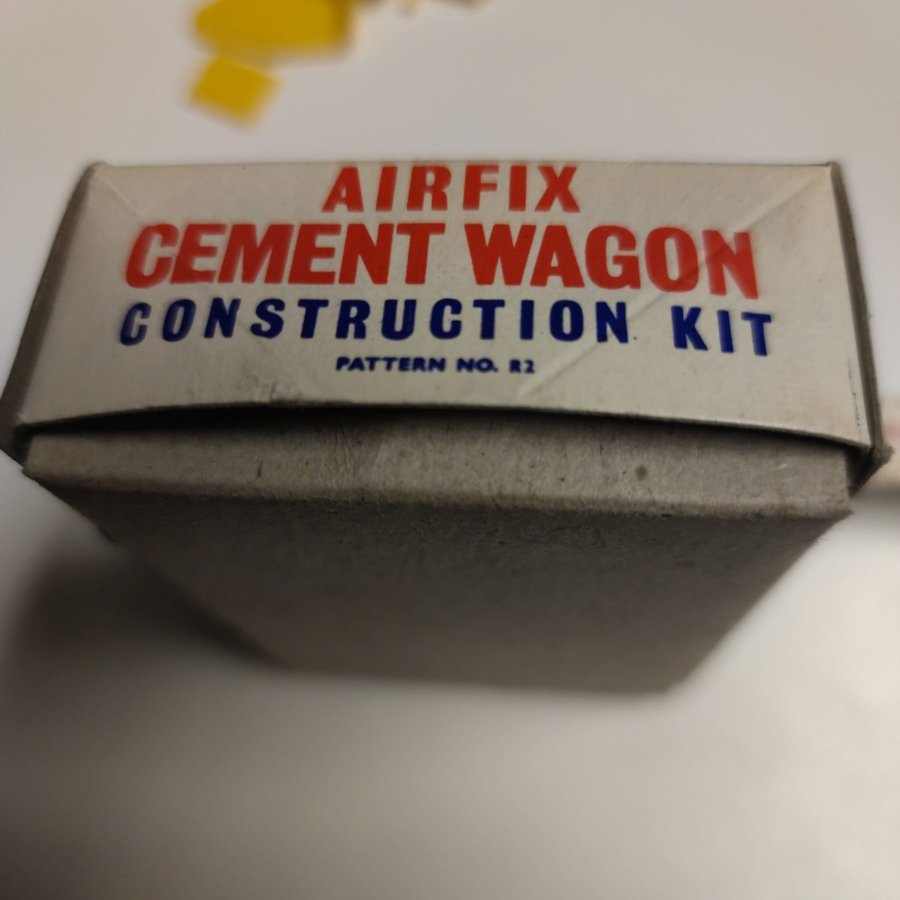 AIRFIX
CEMENT WAGON
CONSTRUCTION KIT
PATTERN NO. R2